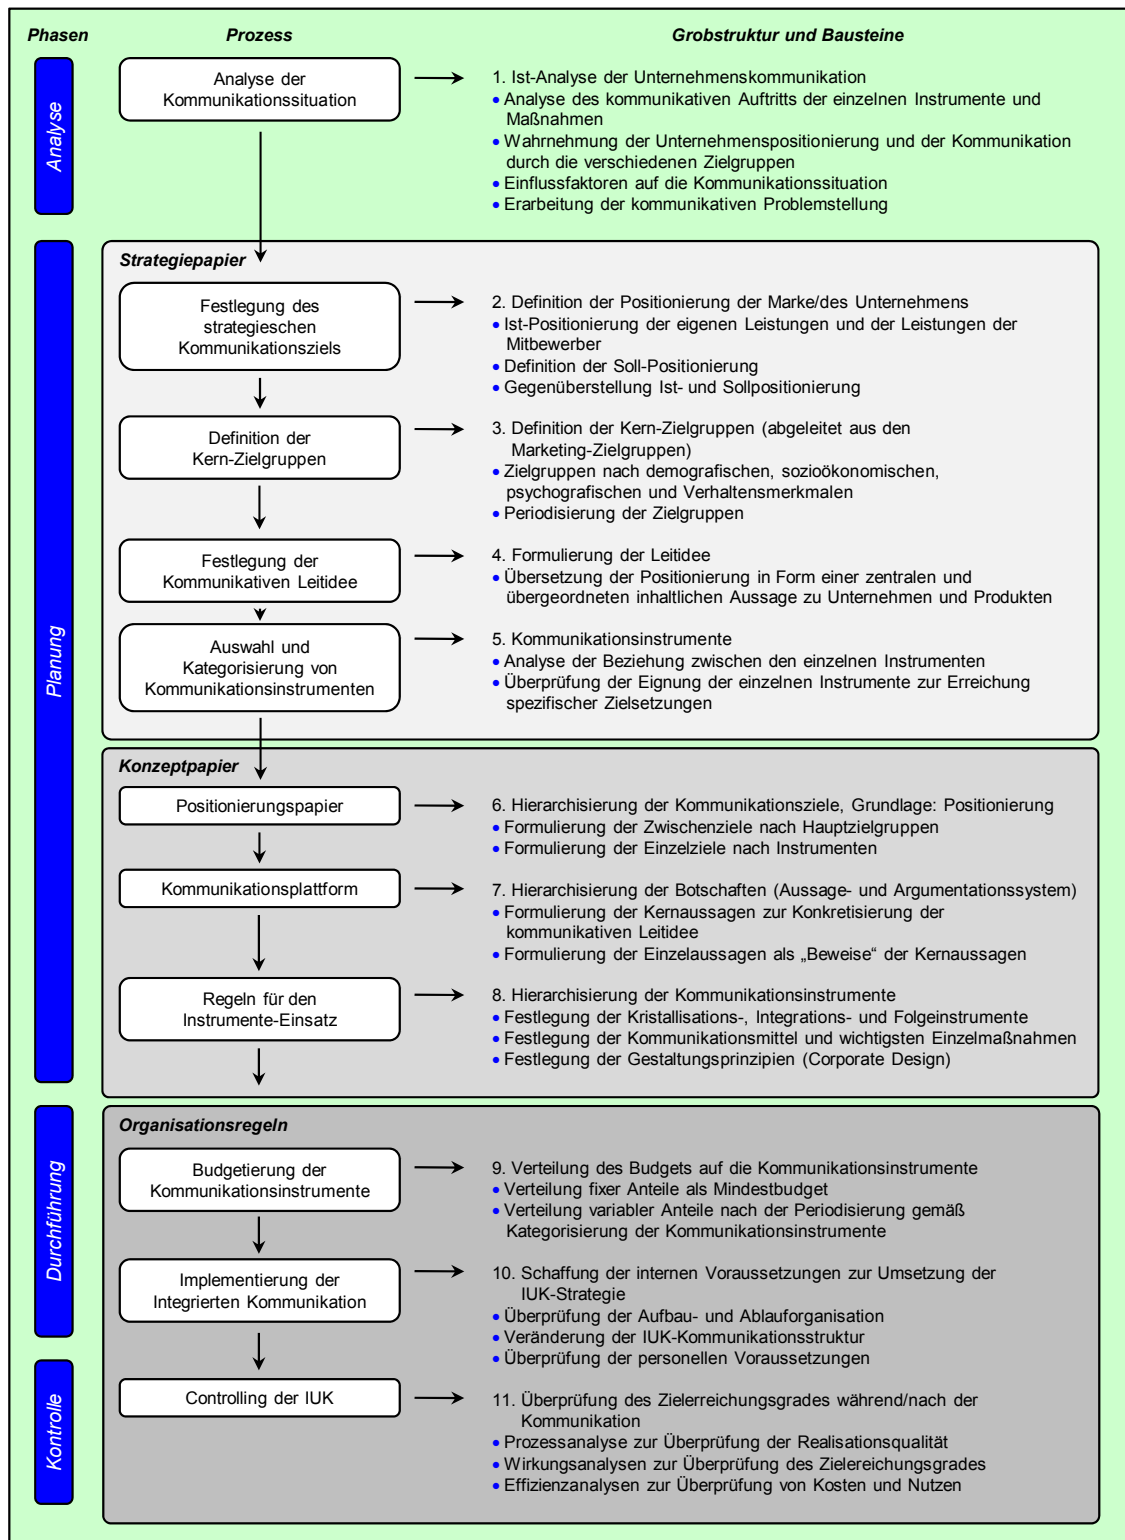 Phasen
Prozess
Grobstruktur und Bausteine
Analyse
Analyse der
Kommunikationssituation
1. Ist-Analyse der Unternehmenskommunikation
• Analyse des kommunikativen Auftritts der einzelnen Instrumente und
Maßnahmen
• Wahrnehmung der Unternehmenspositionierung und der Kommunikation
durch die verschiedenen Zielgruppen
• Einflussfaktoren auf die Kommunikationssituation
• Erarbeitung der kommunikativen Problemstellung
Planung
Strategiepapier
Festlegung des
strategieschen
Kommunikationsziels
2. Definition der Positionierung der Marke/des Unternehmens
• Ist-Positionierung der eigenen Leistungen und der Leistungen der
Mitbewerber
• Definition der Soll-Positionierung
• Gegenüberstellung Ist- und Sollpositionierung
Definition der
Kern-Zielgruppen
3. Definition der Kern-Zielgruppen (abgeleitet aus den
Marketing-Zielgruppen)
• Zielgruppen nach demografischen, sozioökonomischen,
psychografischen und Verhaltensmerkmalen
• Periodisierung der Zielgruppen
Festlegung der
Kommunikativen Leitidee
4. Formulierung der Leitidee
• Übersetzung der Positionierung in Form einer zentralen und
übergeordneten inhaltlichen Aussage zu Unternehmen und Produkten
Auswahl und
Kategorisierung von
Kommunikationsinstrumenten
5. Kommunikationsinstrumente
• Analyse der Beziehung zwischen den einzelnen Instrumenten
• Überprüfung der Eignung der einzelnen Instrumente zur Erreichung
spezifischer Zielsetzungen
Konzeptpapier
Positionierungspapier
6. Hierarchisierung der Kommunikationsziele, Grundlage: Positionierung
• Formulierung der Zwischenziele nach Hauptzielgruppen
• Formulierung der Einzelziele nach Instrumenten
Kommunikationsplattform
7. Hierarchisierung der Botschaften (Aussage- und Argumentationssystem)
• Formulierung der Kernaussagen zur Konkretisierung der
kommunikativen Leitidee
• Formulierung der Einzelaussagen als „Beweise“ der Kernaussagen
Regeln für den
Instrumente-Einsatz
8. Hierarchisierung der Kommunikationsinstrumente
• Festlegung der Kristallisations-, Integrations- und Folgeinstrumente
• Festlegung der Kommunikationsmittel und wichtigsten Einzelmaßnahmen
• Festlegung der Gestaltungsprinzipien (Corporate Design)
Durchführung
Organisationsregeln
Budgetierung der
Kommunikationsinstrumente
9. Verteilung des Budgets auf die Kommunikationsinstrumente
• Verteilung fixer Anteile als Mindestbudget
• Verteilung variabler Anteile nach der Periodisierung gemäß
Kategorisierung der Kommunikationsinstrumente
Implementierung der
Integrierten Kommunikation
10. Schaffung der internen Voraussetzungen zur Umsetzung der
IUK-Strategie
• Überprüfung der Aufbau- und Ablauforganisation
• Veränderung der IUK-Kommunikationsstruktur
• Überprüfung der personellen Voraussetzungen
Kontrolle
Controlling der IUK
11. Überprüfung des Zielerreichungsgrades während/nach der
Kommunikation
• Prozessanalyse zur Überprüfung der Realisationsqualität
• Wirkungsanalysen zur Überprüfung des Zielereichungsgrades
• Effizienzanalysen zur Überprüfung von Kosten und Nutzen